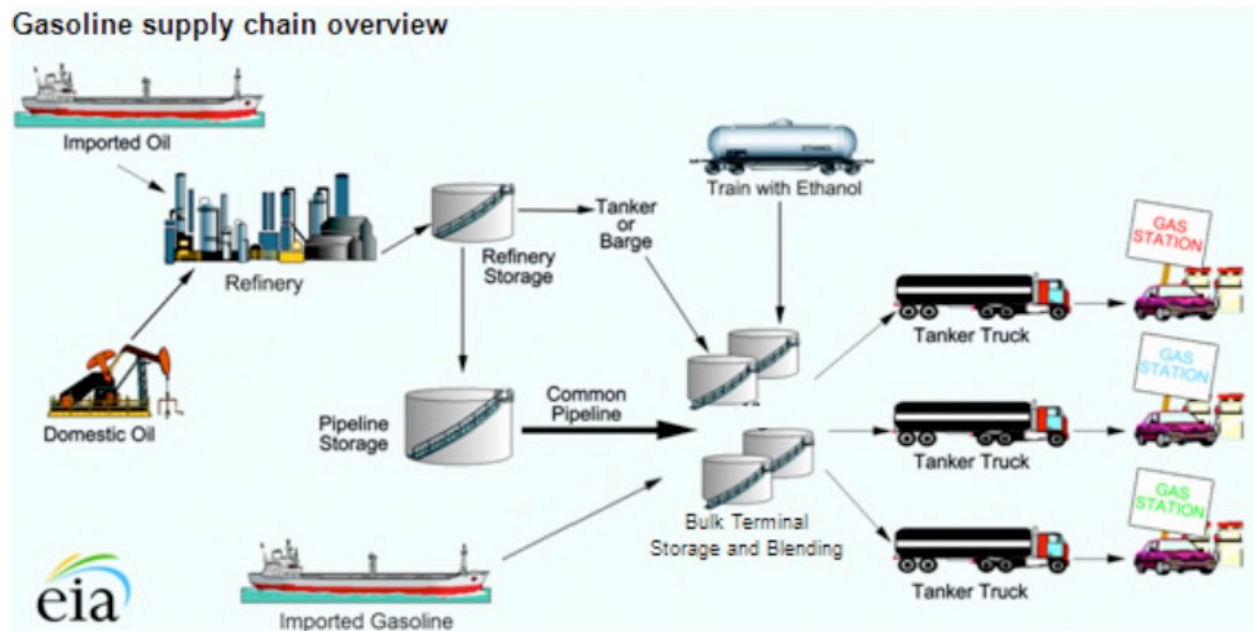 Gasoline supply chain overview
Imported Oil
ETHANOL
Train with Ethanol
Tanker
or
Barge
Refinery
Storage
Refinery
GAS
STATION
Tanker Truck
Domestic Oil
Pipeline
Storage
Common
Pipeline
GAS
STATION
Tanker Truck
GAS
STATION
Bulk Terminal
Storage and Blending
Tanker Truck
eia
Imported Gasoline